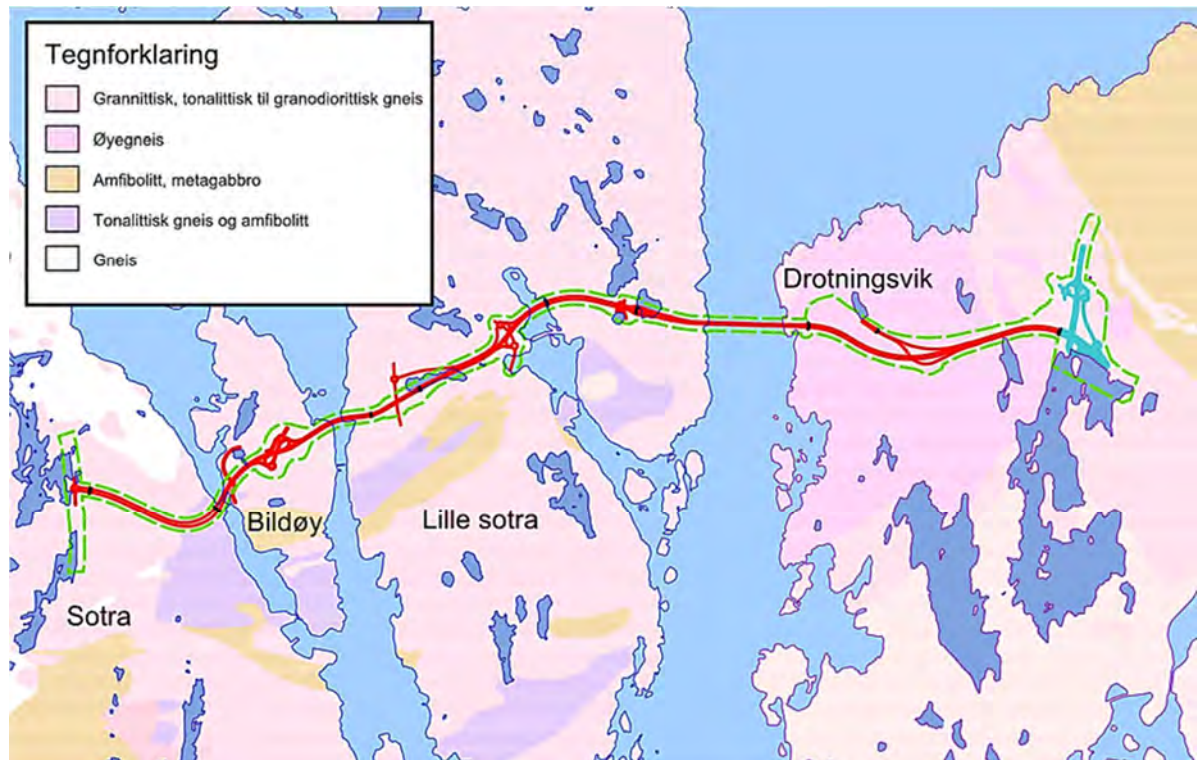 Tegnforklaring
Grannittisk, tonalittisk til granodiorittisk gneis
Øyegneis
Amfibolitt, metagabbro
Tonalittisk gneis og amfibolitt
Gneis
Drotningsvik
Bildøy
Lille sotra
Sotra